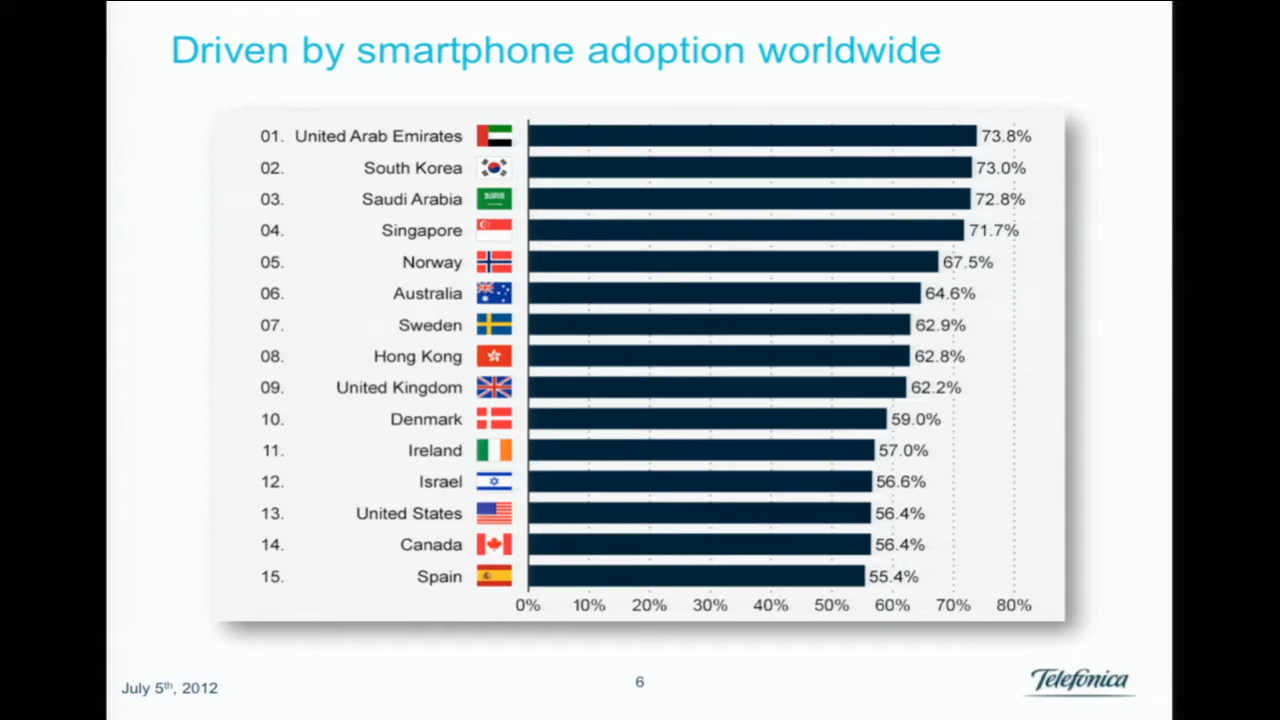 Driven by smartphone adoption worldwide
01. United Arab Emirates 73.8%
02. South Korea 73.0%
03. Saudi Arabia 72.8%
04. Singapore 71.7%
05. Norway 67.5%
06. Australia 64.6%
07. Sweden 62.9%
08. Hong Kong 62.8%
09. United Kingdom 62.2%
10. Denmark 59.0%
11. Ireland 57.0%
12. Israel 56.6%
13. United States 56.4%
14. Canada 56.4%
15. Spain 55.4%
0% 10% 20% 30% 40% 50% 60% 70% 80%
July 5th, 2012 6 Telefónica